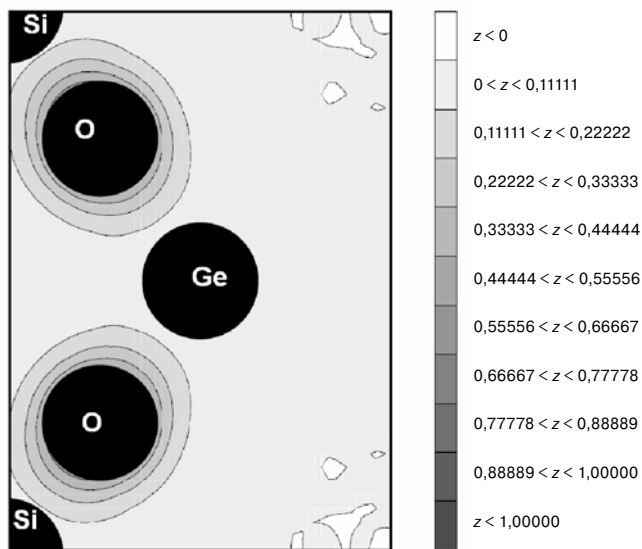 Si
O
Ge
O
Si
z < 0
0 < z < 0,11111
0,11111 < z < 0,22222
0,22222 < z < 0,33333
0,33333 < z < 0,44444
0,44444 < z < 0,55556
0,55556 < z < 0,66667
0,66667 < z < 0,77778
0,77778 < z < 0,88889
0,88889 < z < 1,00000
z < 1,00000